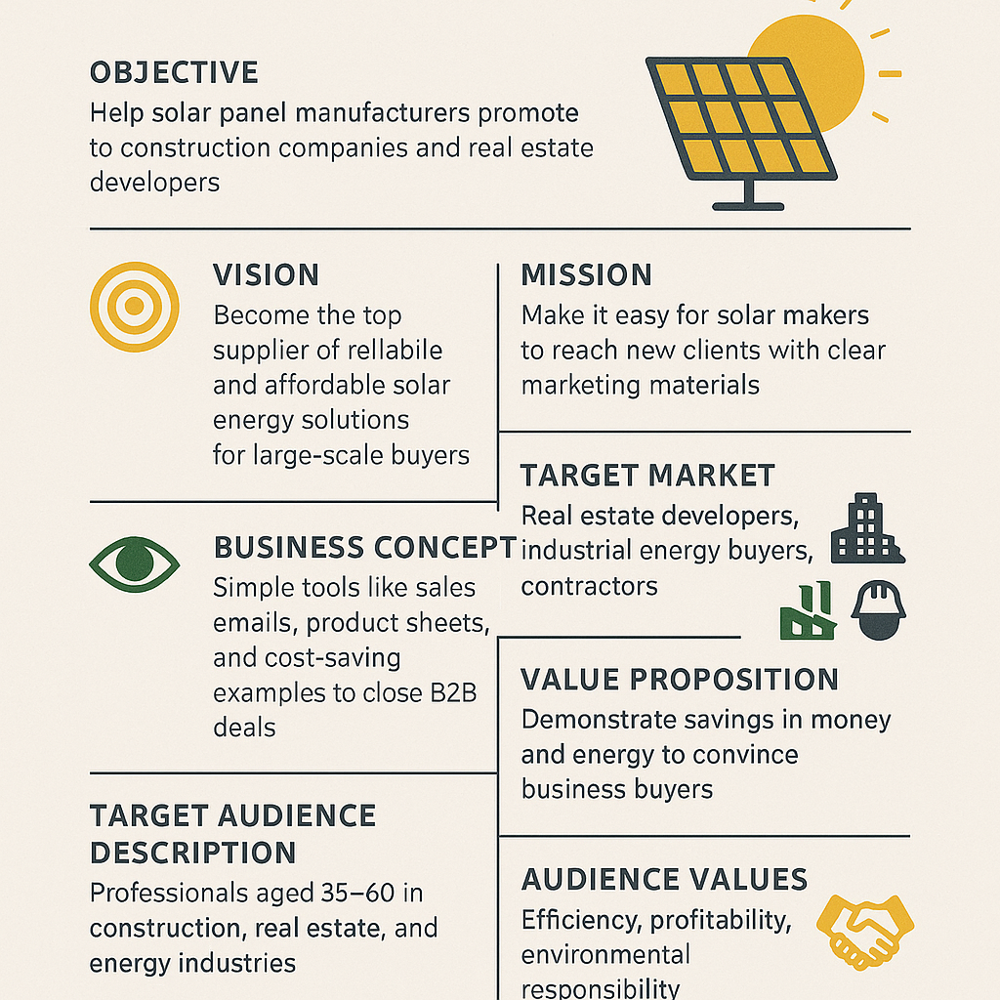 OBJECTIVE
Help solar panel manufacturers promote
to construction companies and real estate
developers
VISION
Become the top
supplier of rellabile
and affordable solar
energy solutions
for large-scale buyers
MISSION
Make it easy for solar makers
to reach new clients with clear
marketing materials
BUSINESS CONCEPT
Simple tools like sales
emails, product sheets,
and cost-saving
examples to close B2B
deals
TARGET MARKET
Real estate developers,
industrial energy buyers,
contractors
VALUE PROPOSITION
Demonstrate savings in money
and energy to convince
business buyers
TARGET AUDIENCE
DESCRIPTION
Professionals aged 35–60 in
construction, real estate, and
energy industries
AUDIENCE VALUES
Efficiency, profitability,
environmental
responsibility